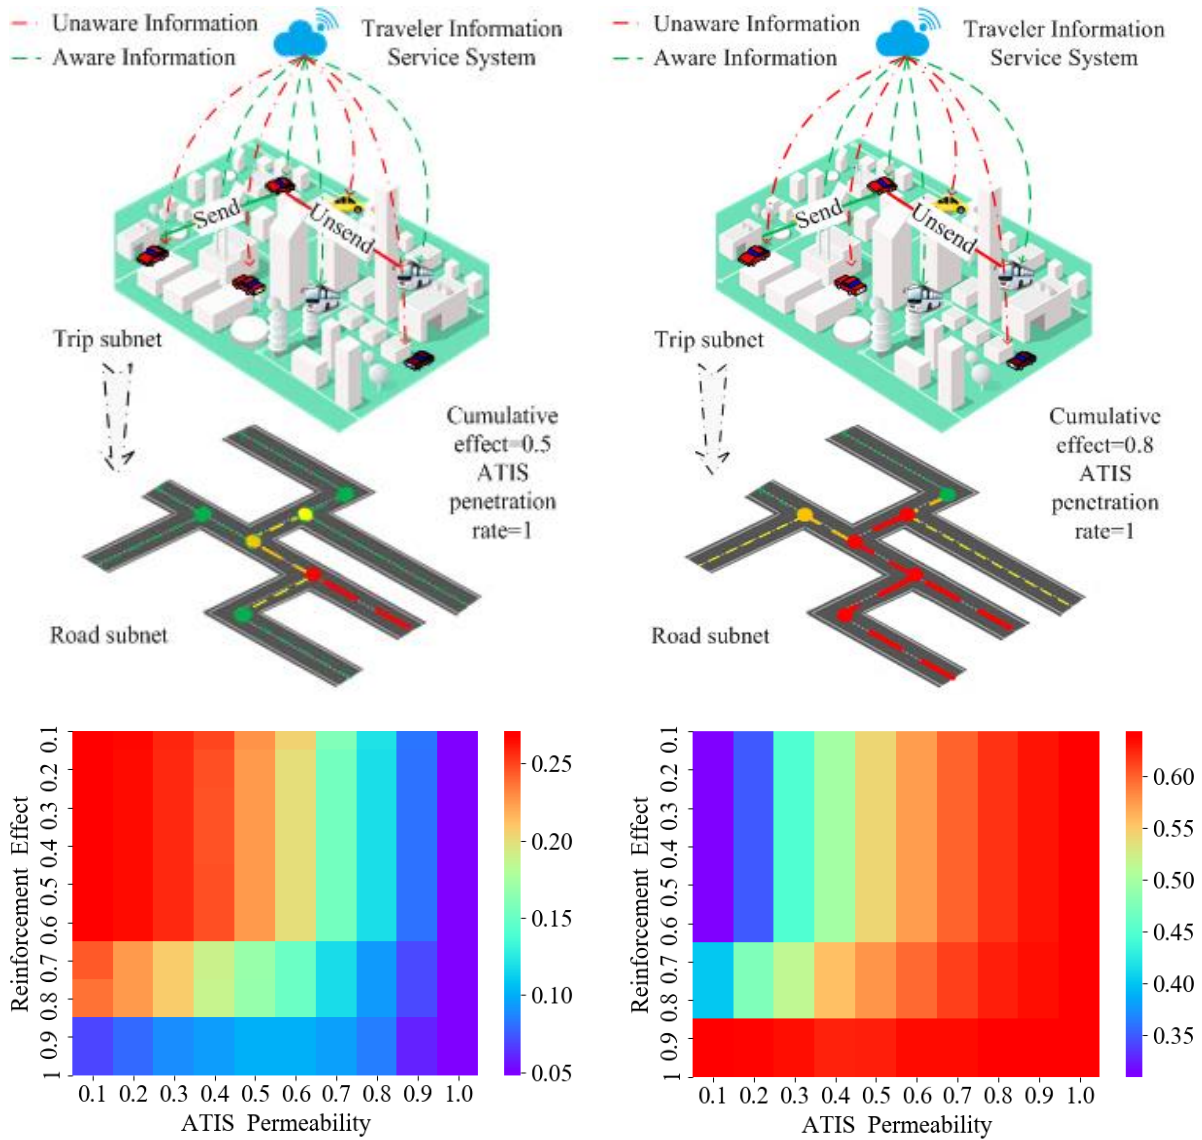 Unaware Information
Aware Information
Traveler Information
Service System
Send
Unsend
Trip subnet
Cumulative
effect=0.5
ATIS
penetration
rate=1
Road subnet
Unaware Information
Aware Information
Traveler Information
Service System
Send
Unsend
Trip subnet
Cumulative
effect=0.8
ATIS
penetration
rate=1
Road subnet
Reinforcement Effect
0.1
0.2
0.3
0.4
0.5
0.6
0.7
0.8
0.9
1
0.1 0.2 0.3 0.4 0.5 0.6 0.7 0.8 0.9 1.0
ATIS Permeability
0.25
0.20
0.15
0.10
0.05
Reinforcement Effect
0.1
0.2
0.3
0.4
0.5
0.6
0.7
0.8
0.9
1
0.1 0.2 0.3 0.4 0.5 0.6 0.7 0.8 0.9 1.0
ATIS Permeability
0.60
0.55
0.50
0.45
0.40
0.35